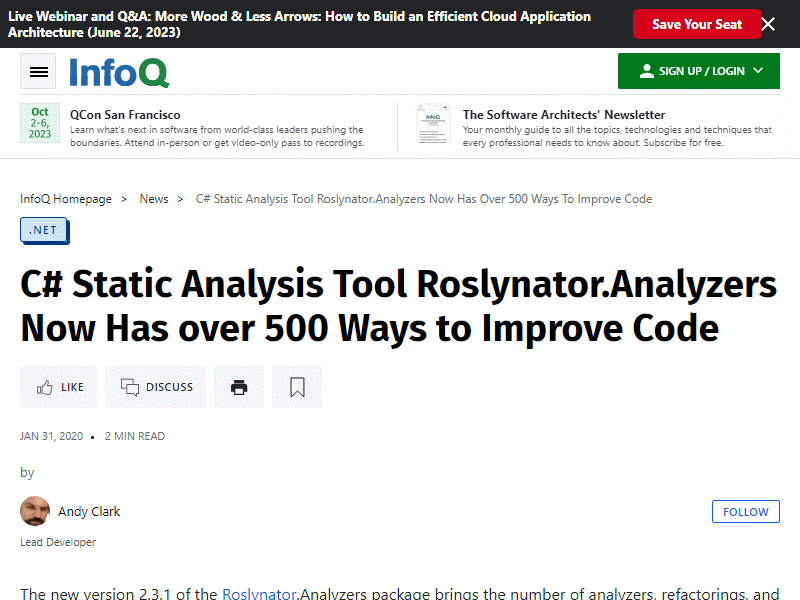 Live Webinar and Q&A: More Wood & Less Arrows: How to Build an Efficient Cloud Application
Architecture (June 22, 2023)
Save Your Seat
InfoQ
SIGN UP / LOGIN
Oct
2-6,
2023
QCon San Francisco
Learn what's next in software from world-class leaders pushing the
boundaries. Attend in-person or get video-only pass to recordings.
InfoQ
The Software Architects' Newsletter
Your monthly guide to all the topics, technologies and techniques that
every professional needs to know about. Subscribe for free.
InfoQ Homepage > News > C# Static Analysis Tool Roslynator.Analyzers Now Has Over 500 Ways To Improve Code
.NET
C# Static Analysis Tool Roslynator.Analyzers
Now Has over 500 Ways to Improve Code
LIKE
DISCUSS
JAN 31, 2020 • 2 MIN READ
by
Andy Clark
FOLLOW
Lead Developer
The new version 2.3.1 of the Roslynator.Analyzers package brings the number of analyzers, refactorings, and